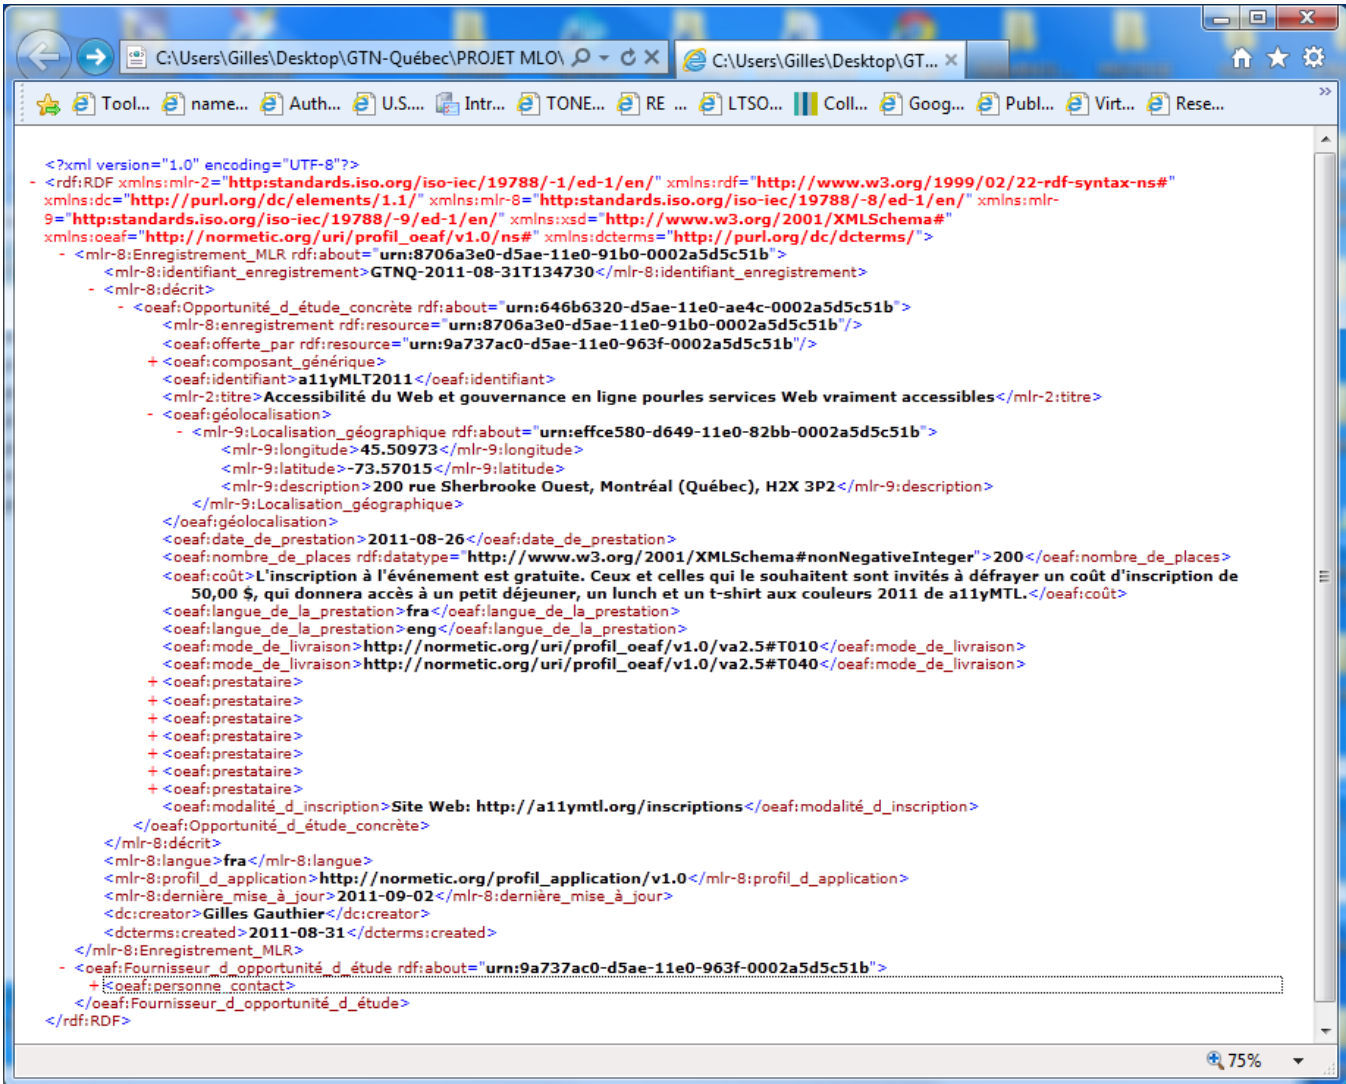 C:\Users\Gilles\Desktop\GTN-Québec\PROJET MLO\
C:\Users\Gilles\Desktop\GT...
Tool... name... Auth... U.S.... Intr... TONE... RE ... LTSO... Coll... Goog... Publ... Virt... Rese... »
<?xml version="1.0" encoding="UTF-8"?>
- <rdf:RDF xmlns:mlr-2="http:standards.iso.org/iso-iec/19788/-1/ed-1/en/" xmlns:rdf="http://www.w3.org/1999/02/22-rdf-syntax-ns#"
xmlns:dc="http://purl.org/dc/elements/1.1/" xmlns:mlr-8="http:standards.iso.org/iso-iec/19788/-8/ed-1/en/" xmlns:mlr-
9="http:standards.iso.org/iso-iec/19788/-9/ed-1/en/" xmlns:xsd="http://www.w3.org/2001/XMLSchema#"
xmlns:oeaf="http://normetic.org/uri/profil_oeaf/v1.0/ns#" xmlns:dcterms="http://purl.org/dc/dcterms/">
- <mlr-8:Enregistrement_MLR rdf:about="urn:8706a3e0-d5ae-11e0-91b0-0002a5d5c51b">
<mlr-8:identifiant_enregistrement>GTNQ-2011-08-31T134730</mlr-8:identifiant_enregistrement>
- <mlr-8:décrit>
- <oeaf:Opportunité_d_étude_concrète rdf:about="urn:646b6320-d5ae-11e0-ae4c-0002a5d5c51b">
<mlr-8:enregistrement rdf:resource="urn:8706a3e0-d5ae-11e0-91b0-0002a5d5c51b"/>
<oeaf:offerte_par rdf:resource="urn:9a737ac0-d5ae-11e0-963f-0002a5d5c51b"/>
+ <oeaf:composant_générique>
<oeaf:identifiant>a11yMLT2011</oeaf:identifiant>
<mlr-2:titre>Accessibilité du Web et gouvernance en ligne pourles services Web vraiment accessibles</mlr-2:titre>
- <oeaf:géolocalisation>
- <mlr-9:Localisation_géographique rdf:about="urn:effce580-d649-11e0-82bb-0002a5d5c51b">
<mlr-9:longitude>45.50973</mlr-9:longitude>
<mlr-9:latitude>-73.57015</mlr-9:latitude>
<mlr-9:description>200 rue Sherbrooke Ouest, Montréal (Québec), H2X 3P2</mlr-9:description>
</mlr-9:Localisation_géographique>
</oeaf:géolocalisation>
<oeaf:date_de_prestation>2011-08-26</oeaf:date_de_prestation>
<oeaf:nombre_de_places rdf:datatype="http://www.w3.org/2001/XMLSchema#nonNegativeInteger">200</oeaf:nombre_de_places>
<oeaf:coût>L'inscription à l'événement est gratuite. Ceux et celles qui le souhaitent sont invités à défrayer un coût d'inscription de
50,00 $, qui donnera accès à un petit déjeuner, un lunch et un t-shirt aux couleurs 2011 de a11yMTL.</oeaf:coût>
<oeaf:langue_de_la_prestation>fra</oeaf:langue_de_la_prestation>
<oeaf:langue_de_la_prestation>eng</oeaf:langue_de_la_prestation>
<oeaf:mode_de_livraison>http://normetic.org/uri/profil_oeaf/v1.0/va2.5#T010</oeaf:mode_de_livraison>
<oeaf:mode_de_livraison>http://normetic.org/uri/profil_oeaf/v1.0/va2.5#T040</oeaf:mode_de_livraison>
+ <oeaf:prestataire>
+ <oeaf:prestataire>
+ <oeaf:prestataire>
+ <oeaf:prestataire>
+ <oeaf:prestataire>
+ <oeaf:prestataire>
+ <oeaf:prestataire>
<oeaf:modalité_d_inscription>Site Web: http://a11ymtl.org/inscriptions</oeaf:modalité_d_inscription>
</oeaf:Opportunité_d_étude_concrète>
</mlr-8:décrit>
<mlr-8:langue>fra</mlr-8:langue>
<mlr-8:profil_d_application>http://normetic.org/profil_application/v1.0</mlr-8:profil_d_application>
<mlr-8:dernière_mise_à_jour>2011-09-02</mlr-8:dernière_mise_à_jour>
<dc:creator>Gilles Gauthier</dc:creator>
<dcterms:created>2011-08-31</dcterms:created>
</mlr-8:Enregistrement_MLR>
- <oeaf:Fournisseur_d_opportunité_d_étude rdf:about="urn:9a737ac0-d5ae-11e0-963f-0002a5d5c51b">
+ <oeaf:personne_contact>
</oeaf:Fournisseur_d_opportunité_d_étude>
</rdf:RDF>
75%